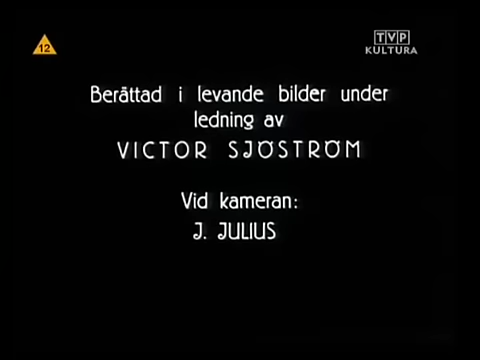 12
TVP
KULTURA
Berättad i levande bilder under
ledning av
VICTOR SJÖSTRÖM
Vid kameran:
J. JULIUS